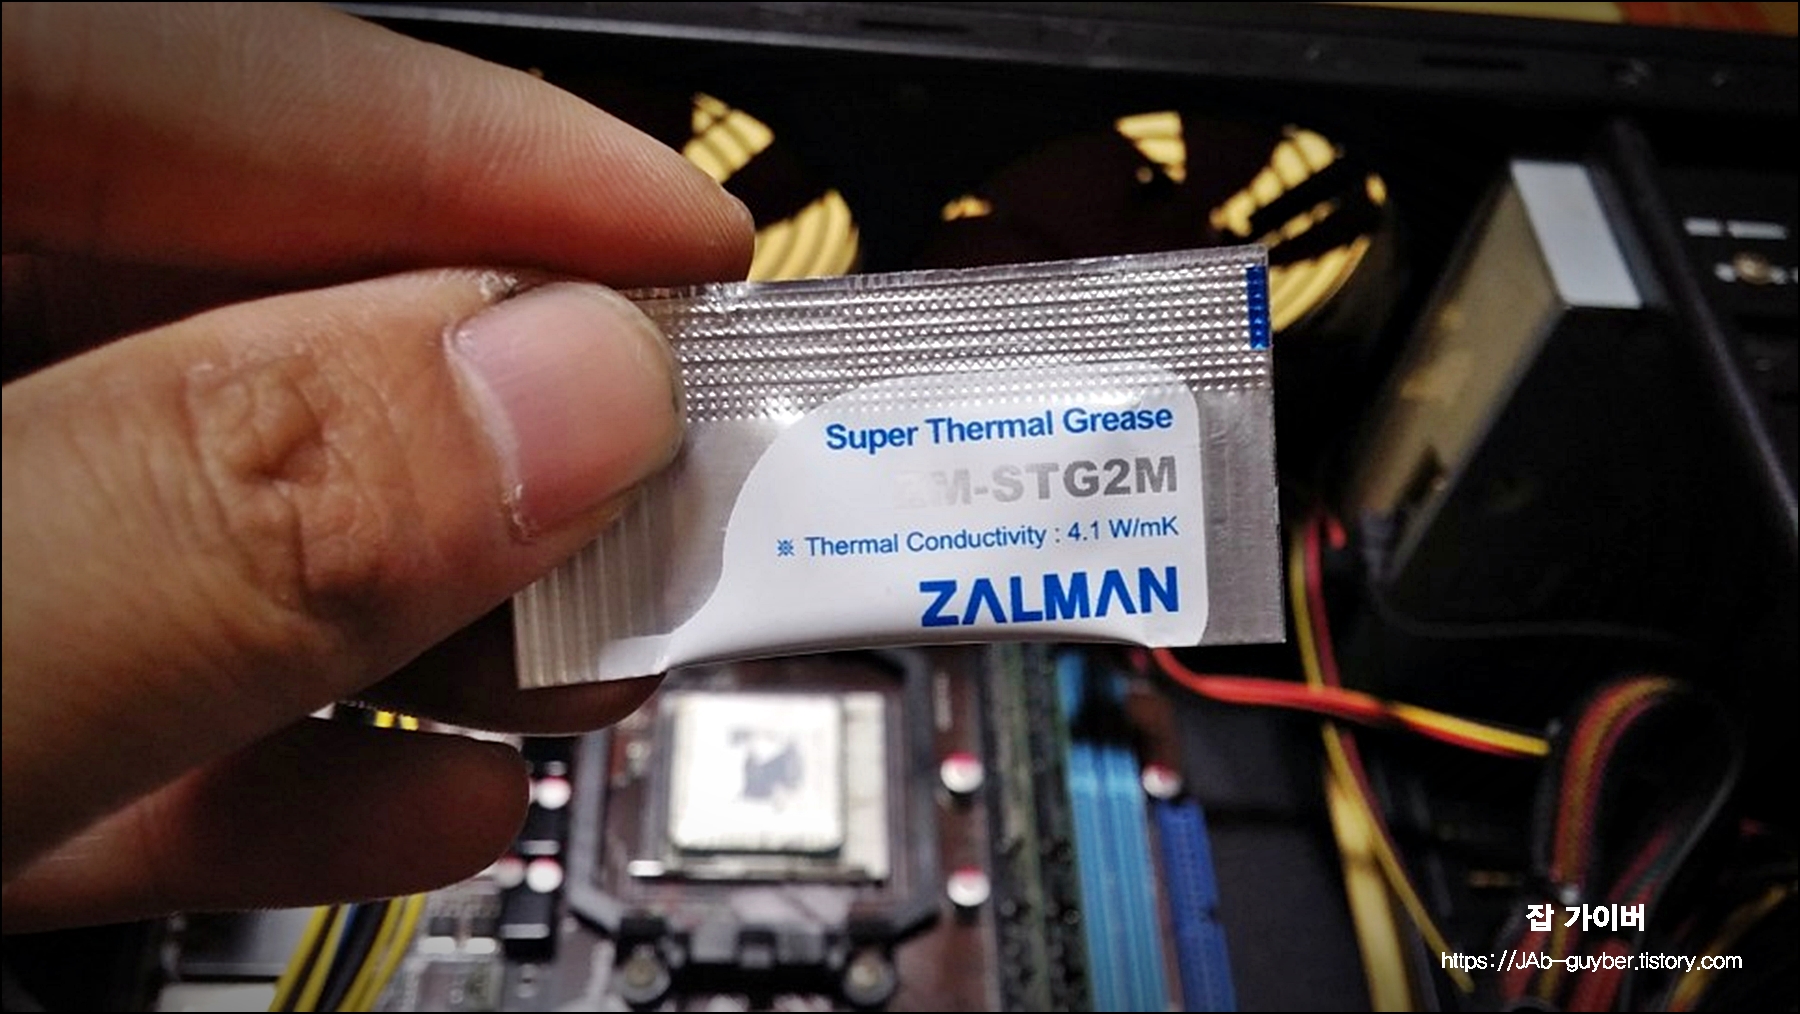 Super Thermal Grease
ZM-STG2M
※ Thermal Conductivity : 4.1 W/mK
ZALMAN
잡 가이버
https://JAb-guyber.tistory.com